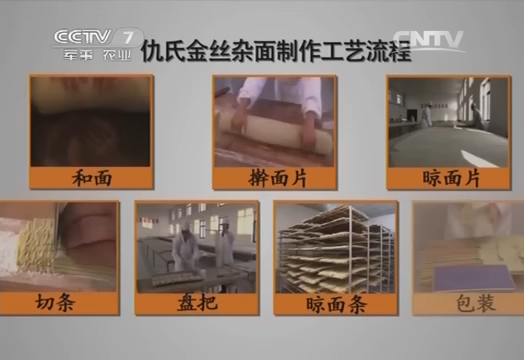 CCTV 7
军事 农业
仇氏金丝杂面制作工艺流程
CNTV
和面
擀面片
晾面片
切条
盘把
晾面条
包装